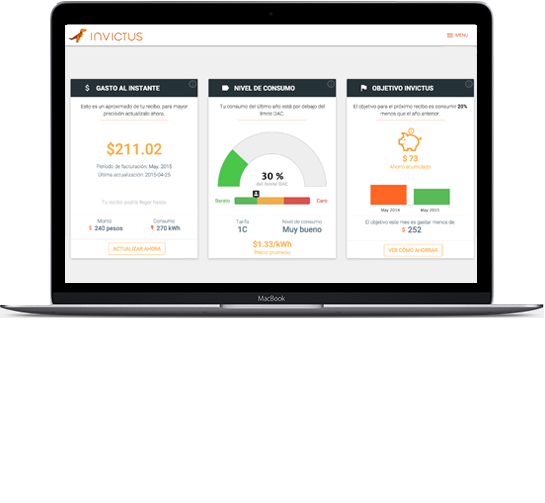 INVICTUS
MENU
$ GASTO AL INSTANTE
Esto es un aproximado de tu recibo, para mayor
precisión actualízalo ahora.
$211.02
Periodo de facturación: May. 2015
Última actualización: 2015-04-25
Tu recibo podría llegar hasta
Monto
$ 240 pesos
Consumo
270 kWh
ACTUALIZAR AHORA
NIVEL DE CONSUMO
Tu consumo del último año está por debajo del
límite DAC.
30 %
del límite DAC
Barato
Caro
Tarifa
1C
Nivel de consumo
Muy bueno
$1.33/kWh
Precio promedio
OBJETIVO INVICTUS
El objetivo para el próximo recibo es consumir 20%
menos que el año anterior.
$ 73
Ahorro acumulado
May 2014
May 2015
El objetivo este mes es gastar menos de
$ 252
VER CÓMO AHORRAR
MacBook